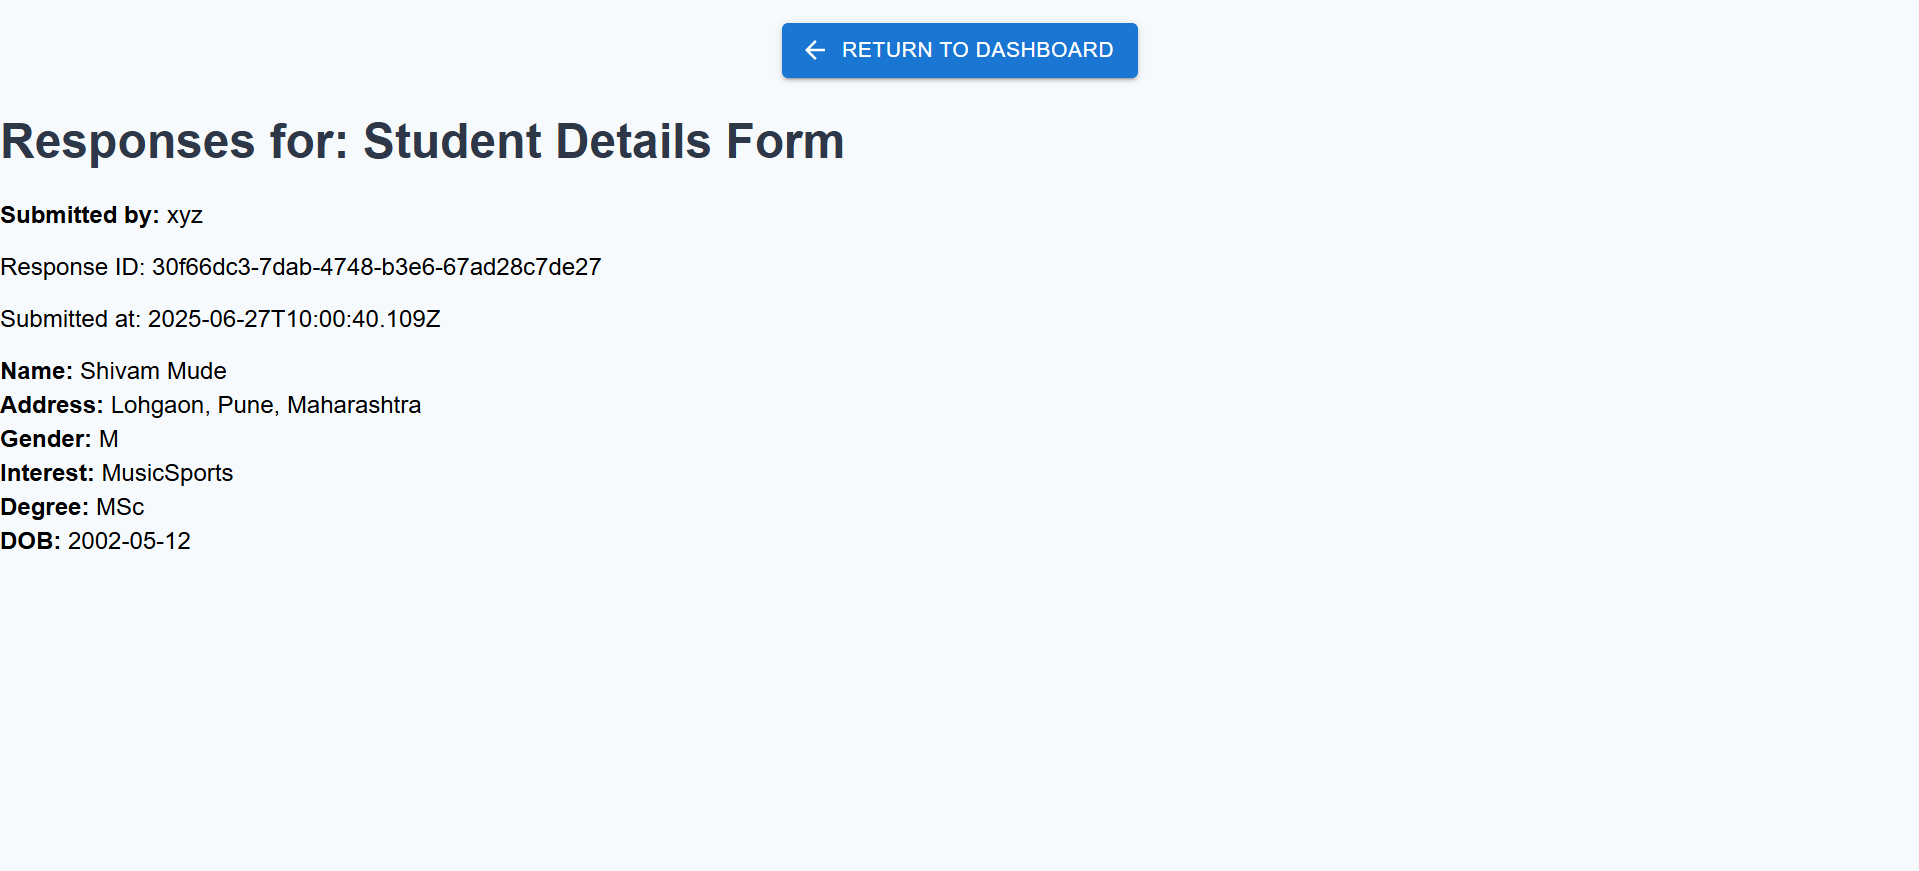 RETURN TO DASHBOARD
Responses for: Student Details Form
Submitted by: xyz
Response ID: 30f66dc3-7dab-4748-b3e6-67ad28c7de27
Submitted at: 2025-06-27T10:00:40.109Z
Name: Shivam Mude
Address: Lohgaon, Pune, Maharashtra
Gender: M
Interest: MusicSports
Degree: MSc
DOB: 2002-05-12